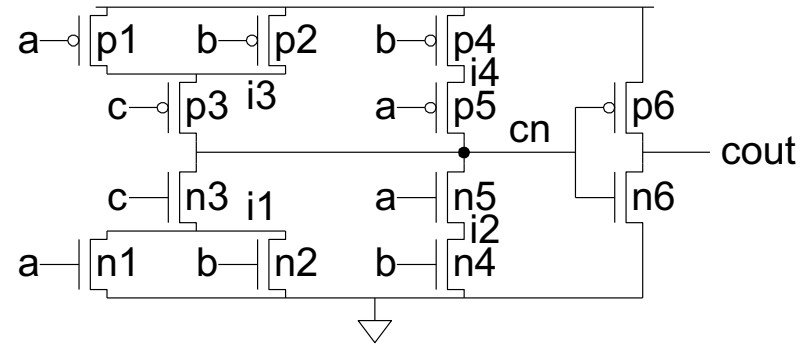 a p1 b p2 b p4
i4
c p3 i3 a p5 p6
cn
cout
c n3 i1 a n5 n6
i2
a n1 b n2 b n4